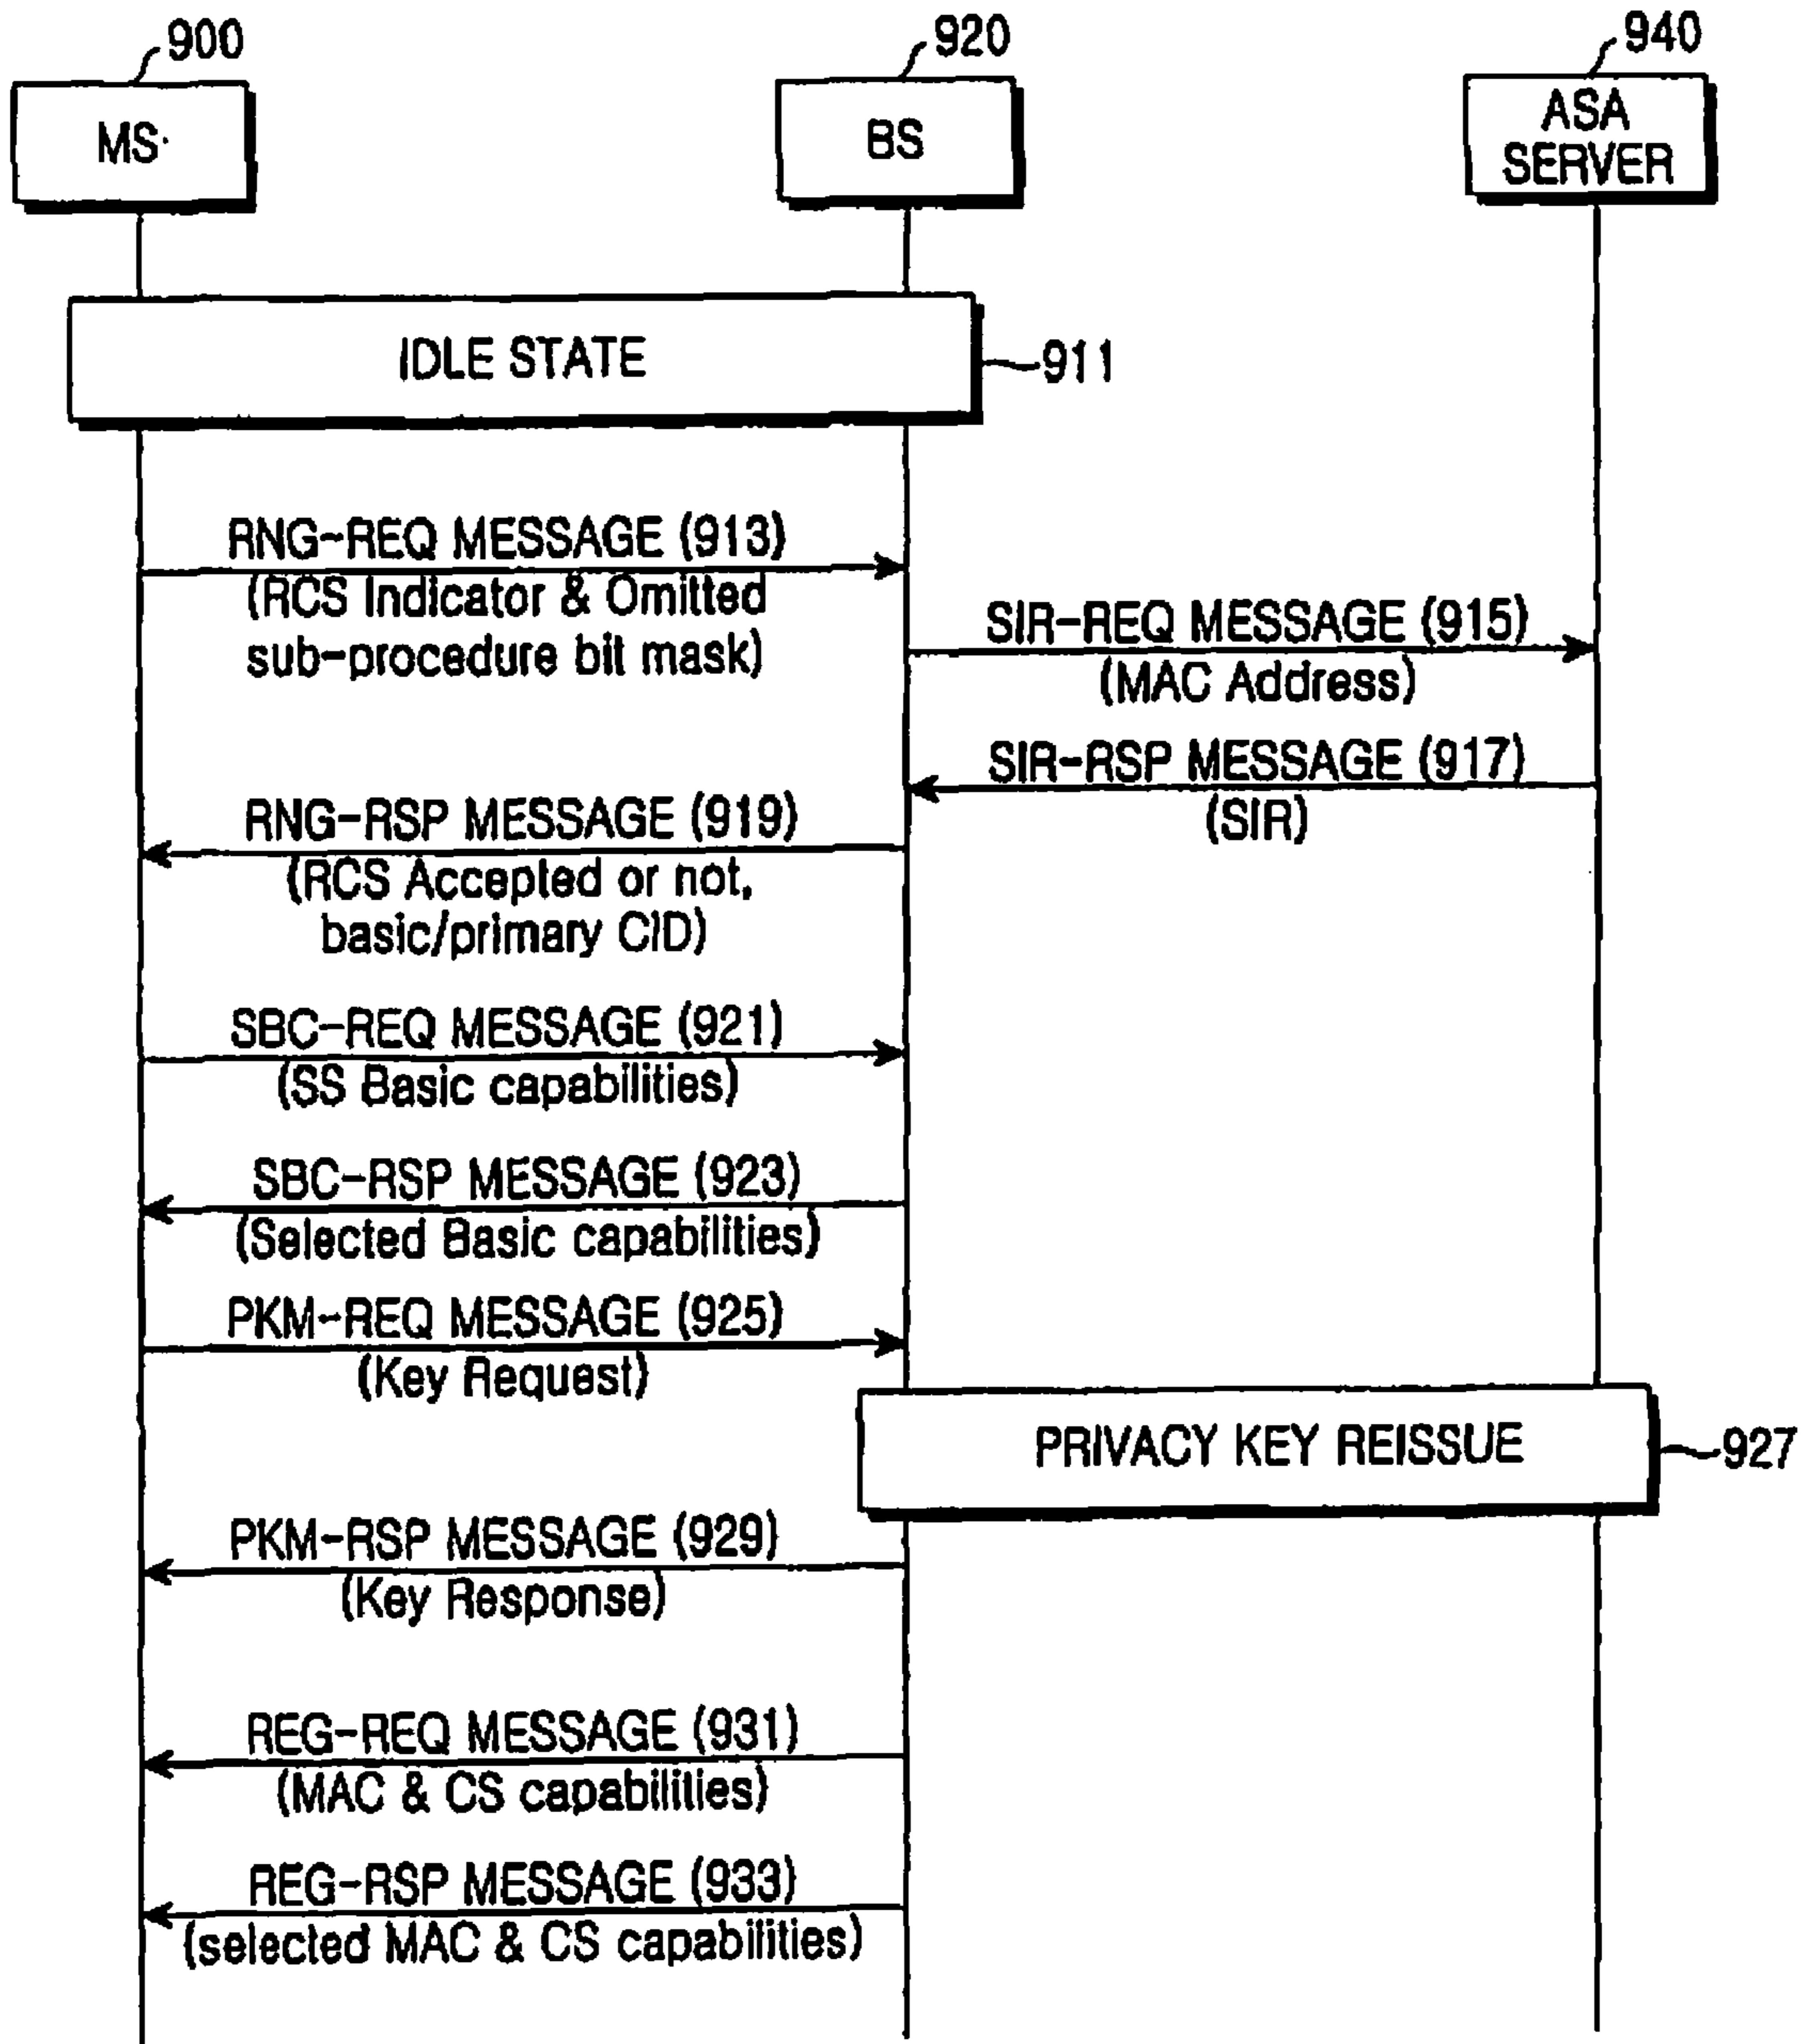 900
920
940
MS
BS
ASA
SERVER
IDLE STATE
911
RNG-REQ MESSAGE (913)
(RCS Indicator & Omitted
sub-procedure bit mask)
SIR-REQ MESSAGE (915)
(MAC Address)
SIR-RSP MESSAGE (917)
(SIR)
RNG-RSP MESSAGE (919)
(RCS Accepted or not,
basic/primary CID)
SBC-REQ MESSAGE (921)
(SS Basic capabilities)
SBC-RSP MESSAGE (923)
(Selected Basic capabilities)
PKM-REQ MESSAGE (925)
(Key Request)
PRIVACY KEY REISSUE
927
PKM-RSP MESSAGE (929)
(Key Response)
REG-REQ MESSAGE (931)
(MAC & CS capabilities)
REG-RSP MESSAGE (933)
(selected MAC & CS capabilities)